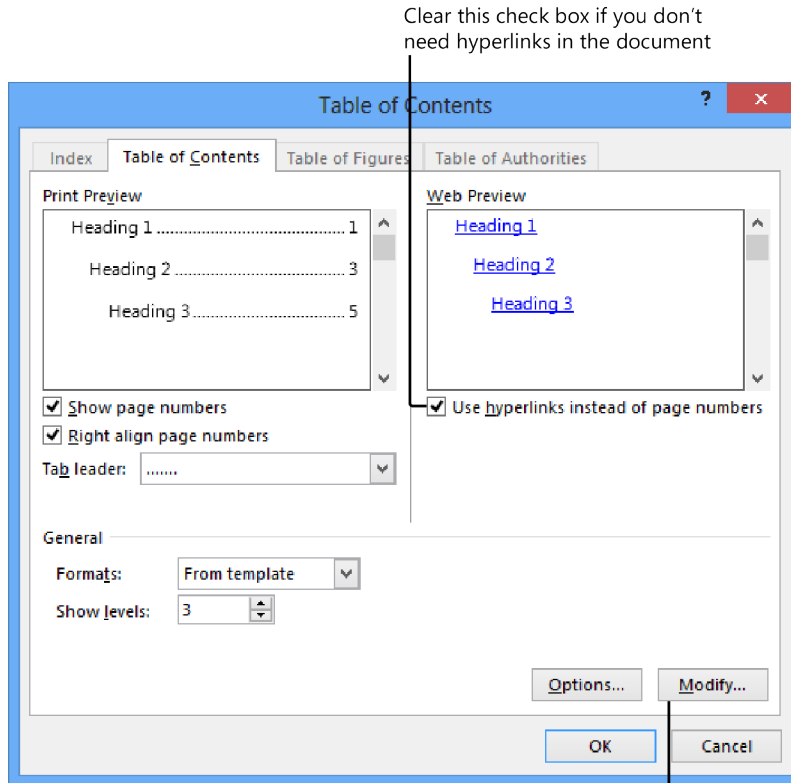 Clear this check box if you don't
need hyperlinks in the document
Table of Contents
?
Index Table of Contents Table of Figures Table of Authorities
Print Preview
Heading 1 ............................................ 1
Heading 2 ........................................ 3
Heading 3 ................................... 5
Web Preview
Heading 1
Heading 2
Heading 3
Show page numbers
Right align page numbers
Tab leader: .......
Use hyperlinks instead of page numbers
General
Formats: From template
Show levels: 3
Options... Modify...
OK Cancel